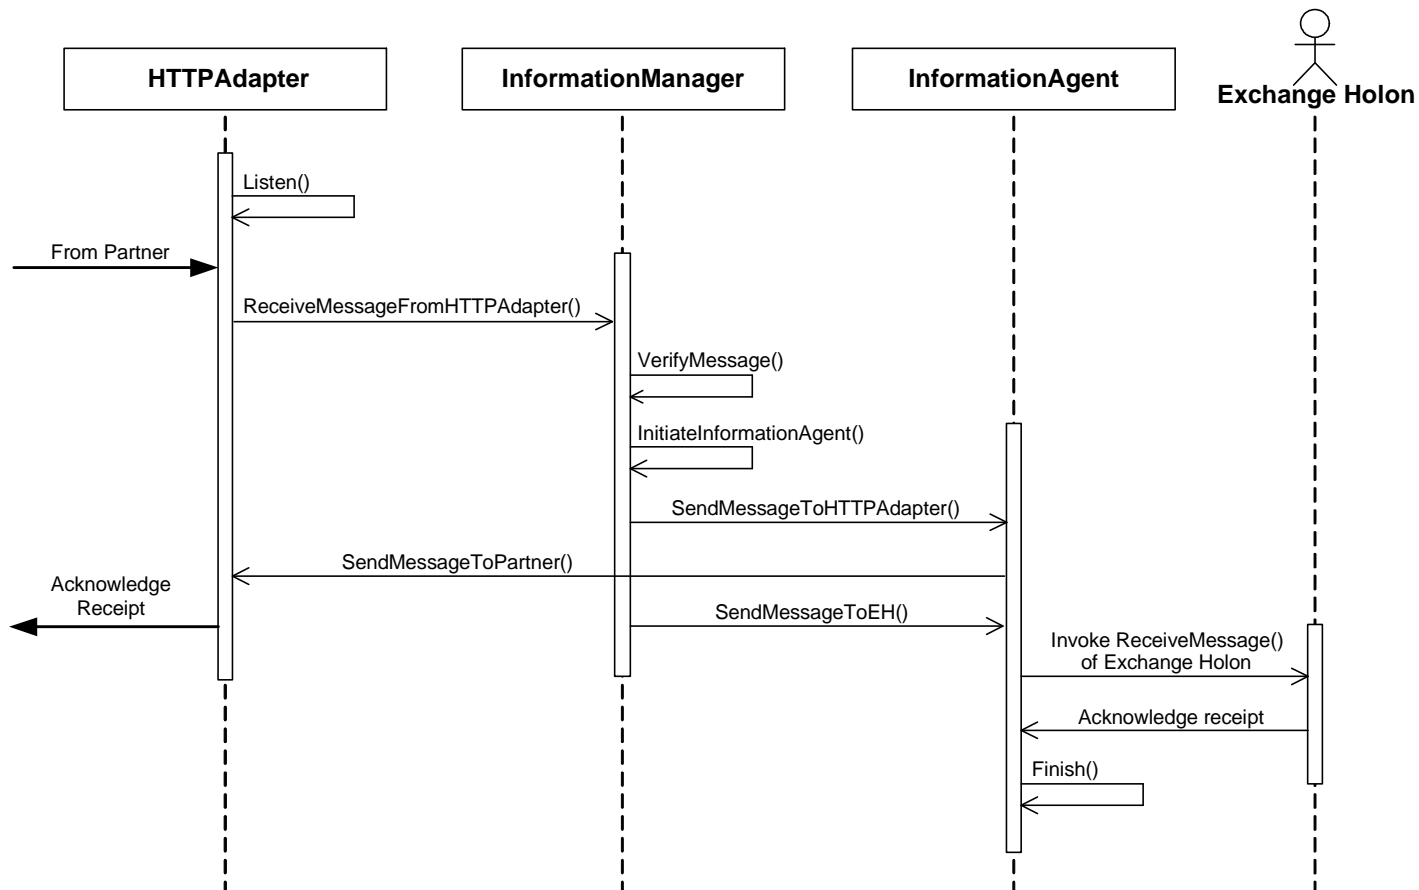 HTTPAdapter
InformationManager
InformationAgent
Exchange Holon
Listen()
From Partner
ReceiveMessageFromHTTPAdapter()
VerifyMessage()
InitiateInformationAgent()
SendMessageToHTTPAdapter()
SendMessageToPartner()
Acknowledge
Receipt
SendMessageToEH()
Invoke ReceiveMessage()
of Exchange Holon
Acknowledge receipt
Finish()